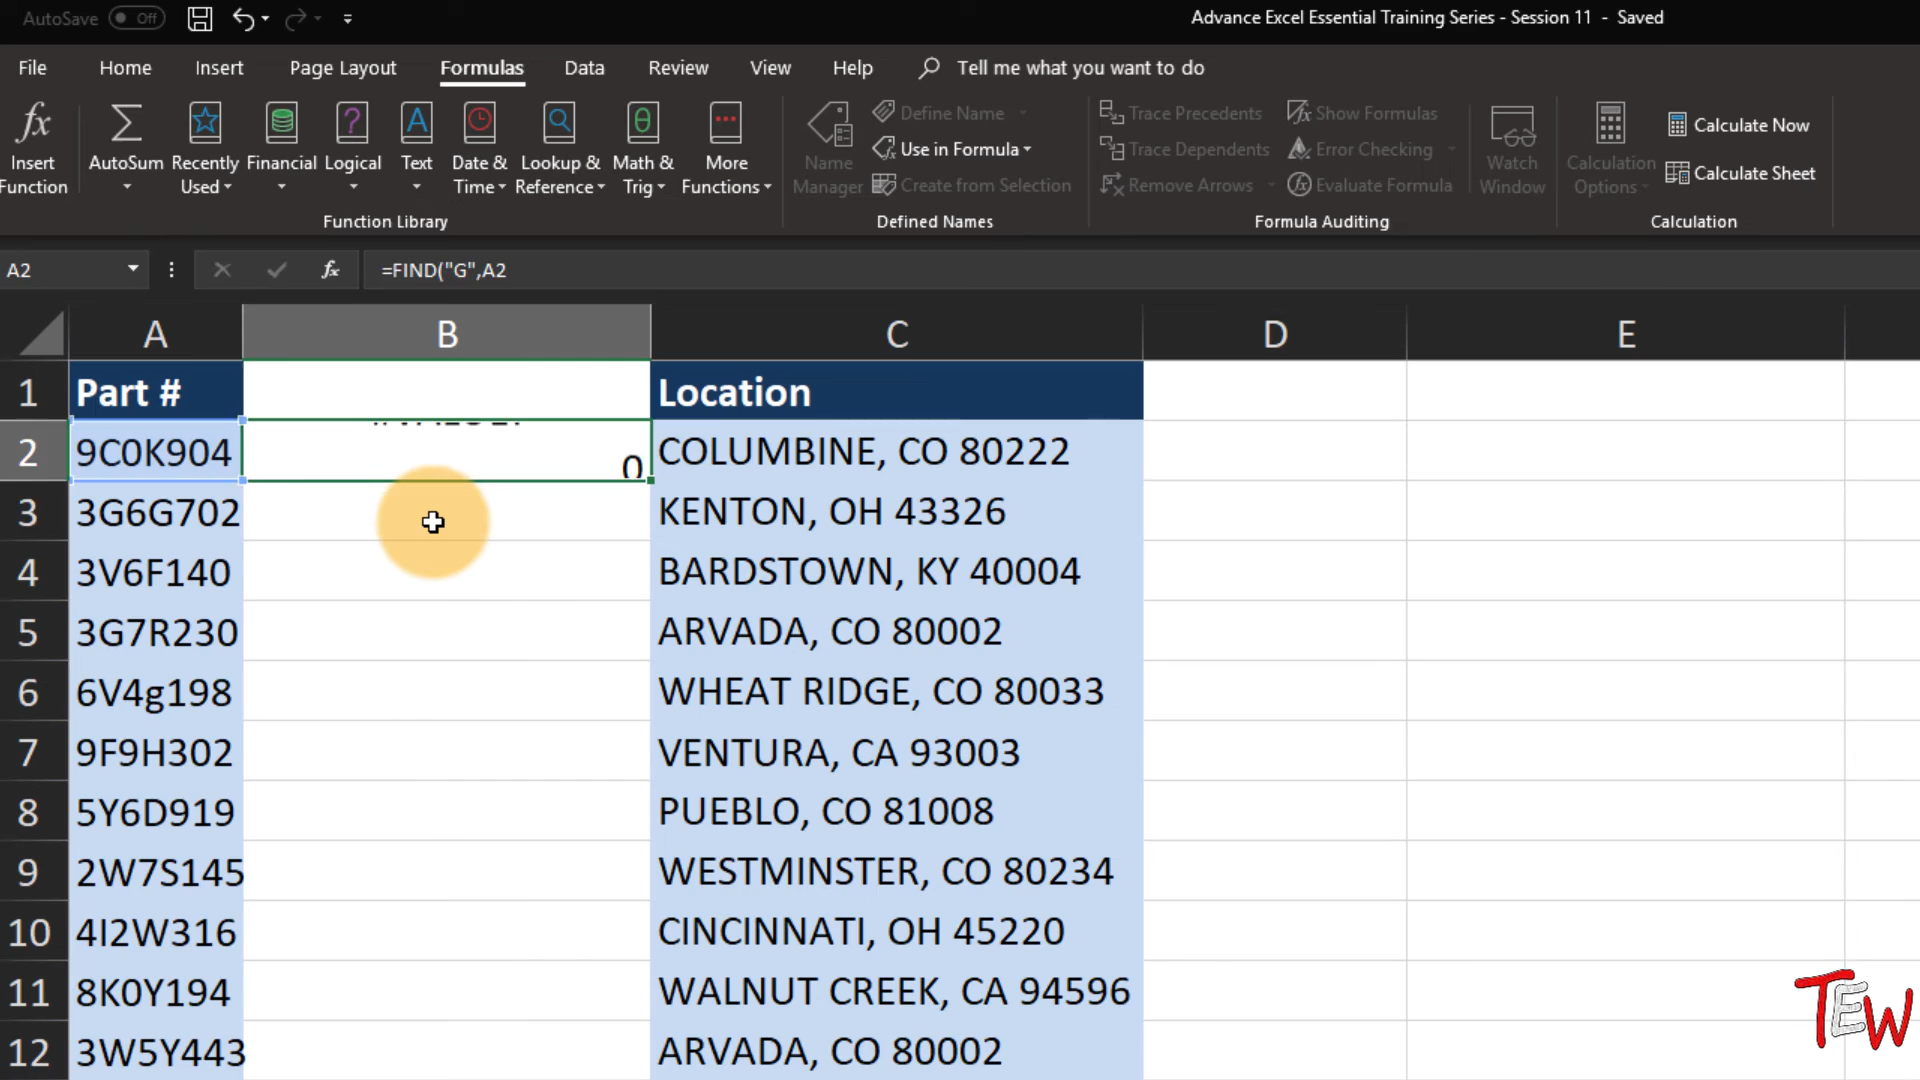 AutoSave Off
Advance Excel Essential Training Series - Session 11 - Saved
File Home Insert Page Layout Formulas Data Review View Help Tell me what you want to do
Insert Function
AutoSum
Recently Used
Financial
Logical
Text
Date & Time
Lookup & Reference
Math & Trig
More Functions
Function Library
Name Manager
Define Name
Use in Formula
Create from Selection
Defined Names
Trace Precedents
Trace Dependents
Remove Arrows
Show Formulas
Error Checking
Evaluate Formula
Formula Auditing
Watch Window
Calculation Options
Calculate Now
Calculate Sheet
Calculation
A2 fx =FIND("G",A2
A B C D E
1 Part # Location
2 9C0K904 0 COLUMBINE, CO 80222
3 3G6G702 KENTON, OH 43326
4 3V6F140 BARDSTOWN, KY 40004
5 3G7R230 ARVADA, CO 80002
6 6V4g198 WHEAT RIDGE, CO 80033
7 9F9H302 VENTURA, CA 93003
8 5Y6D919 PUEBLO, CO 81008
9 2W7S145 WESTMINSTER, CO 80234
10 4I2W316 CINCINNATI, OH 45220
11 8K0Y194 WALNUT CREEK, CA 94596
12 3W5Y443 ARVADA, CO 80002
TEW